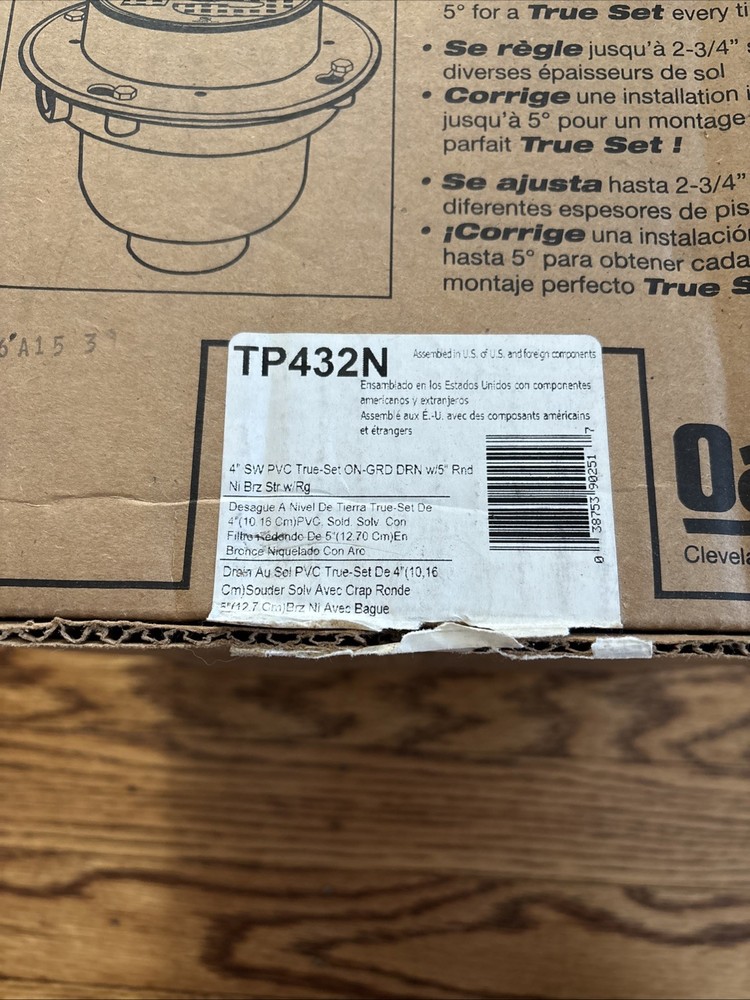 5° for a True Set every ti
• Se règle jusqu'à 2-3/4"
diverses épaisseurs de sol
• Corrige une installation
jusqu'à 5° pour un montage
parfait True Set !
• Se ajusta hasta 2-3/4"
diferentes espesores de pis
• ¡Corrige una instalació
hasta 5° para obtener cada
montaje perfecto True S
6"A15 3
TP432N
Assembled in U.S. of U.S. and foreign components
Ensamblado en los Estados Unidos con componentes
americanos y extranjeros
Assemblé aux É.-U. avec des composants américains
et étrangers
4" SW PVC True-Set ON-GRD DRN w/5" Rnd
Ni Brz Str w/Rg
Desague A Nivel De Tierra True-Set De
4"(10.16 Cm)PVC, Sold. Solv. Con
Filtro Redondo De 5"(12.70 Cm)En
Bronce Niquelado Con Aro
Drain Au Sol PVC True-Set De 4"(10,16
Cm)Souder Solv Avec Crap Ronde
5"(12,7 Cm)Brz Ni Avec Bague
0 38753 90251 7
Oa
Clevela